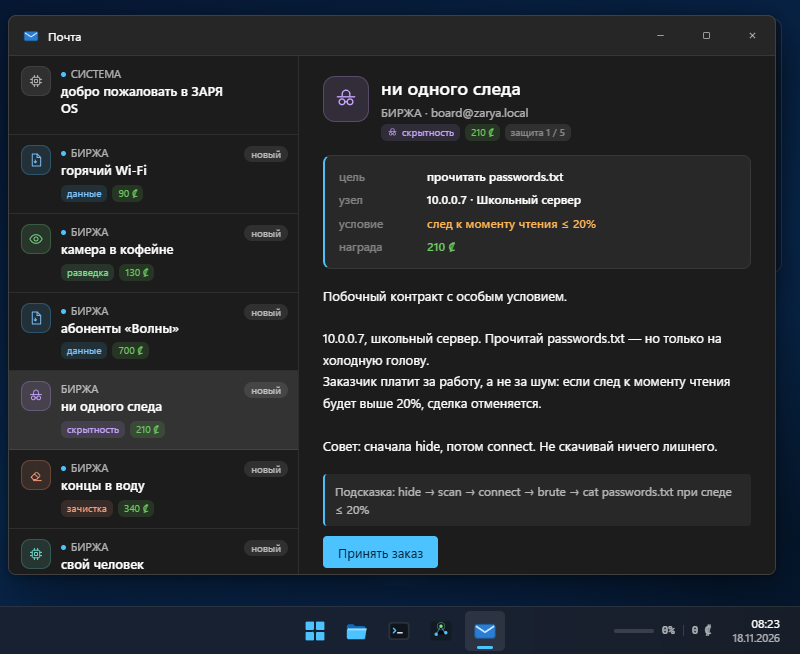 Почта
СИСТЕМА
добро пожаловать в ЗАРЯ
OS
БИРЖА
новый
горячий Wi-Fi
данные 90 ₡
БИРЖА
новый
камера в кофейне
разведка 130 ₡
БИРЖА
новый
абоненты «Волны»
данные 700 ₡
БИРЖА
новый
ни одного следа
скрытность 210 ₡
БИРЖА
новый
концы в воду
зачистка 340 ₡
БИРЖА
новый
свой человек
ни одного следа
БИРЖА · board@zarya.local
скрытность 210 ₡ защита 1 / 5
цель прочитать passwords.txt
узел 10.0.0.7 · Школьный сервер
условие след к моменту чтения ≤ 20%
награда 210 ₡
Побочный контракт с особым условием.
10.0.0.7, школьный сервер. Прочитай passwords.txt — но только на
холодную голову.
Заказчик платит за работу, а не за шум: если след к моменту чтения
будет выше 20%, сделка отменяется.
Совет: сначала hide, потом connect. Не скачивай ничего лишнего.
Подсказка: hide → scan → connect → brute → cat passwords.txt при следе
≤ 20%
Принять заказ
0% 0 ₡
08:23
18.11.2026